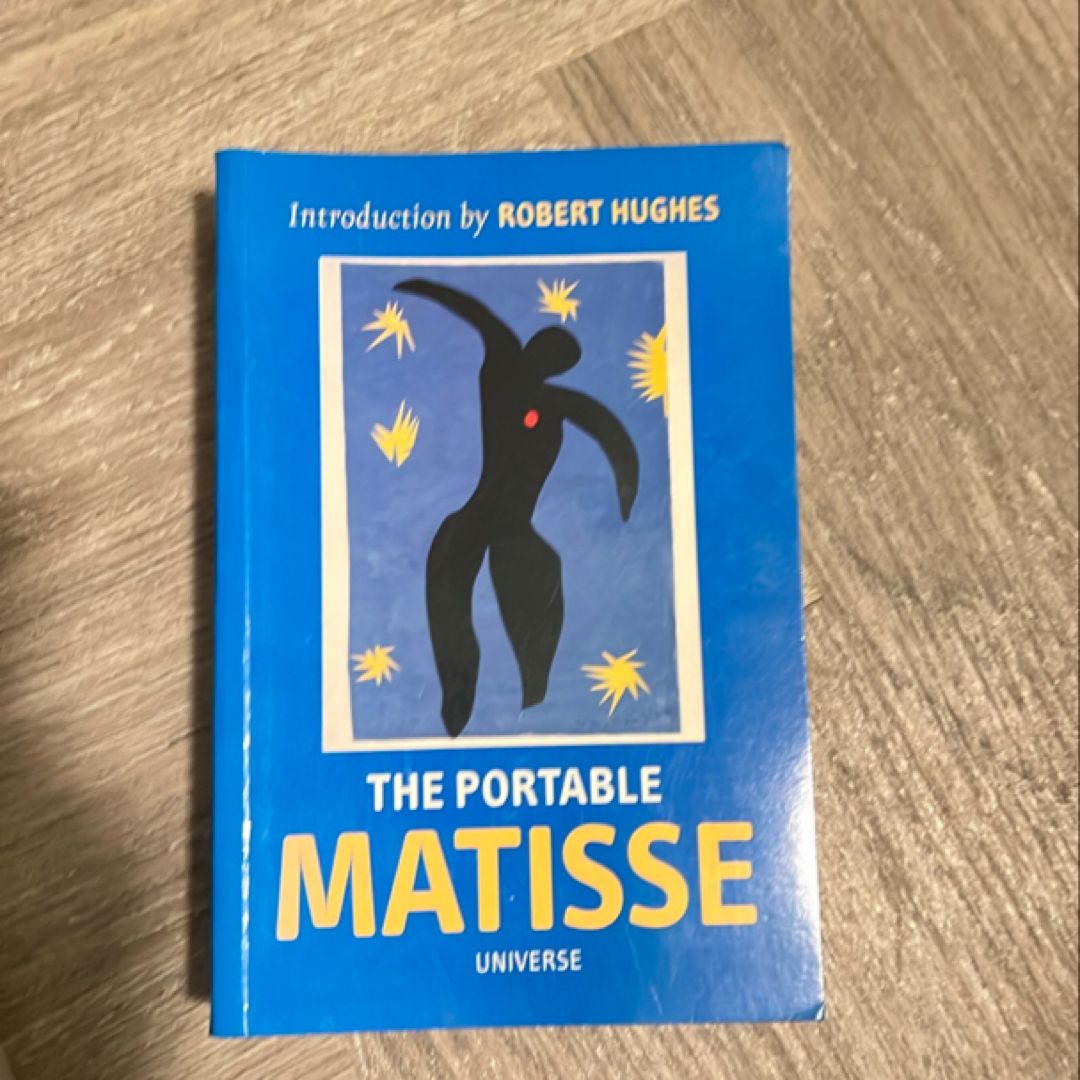 Introduction by ROBERT HUGHES
THE PORTABLE
MATISSE
UNIVERSE